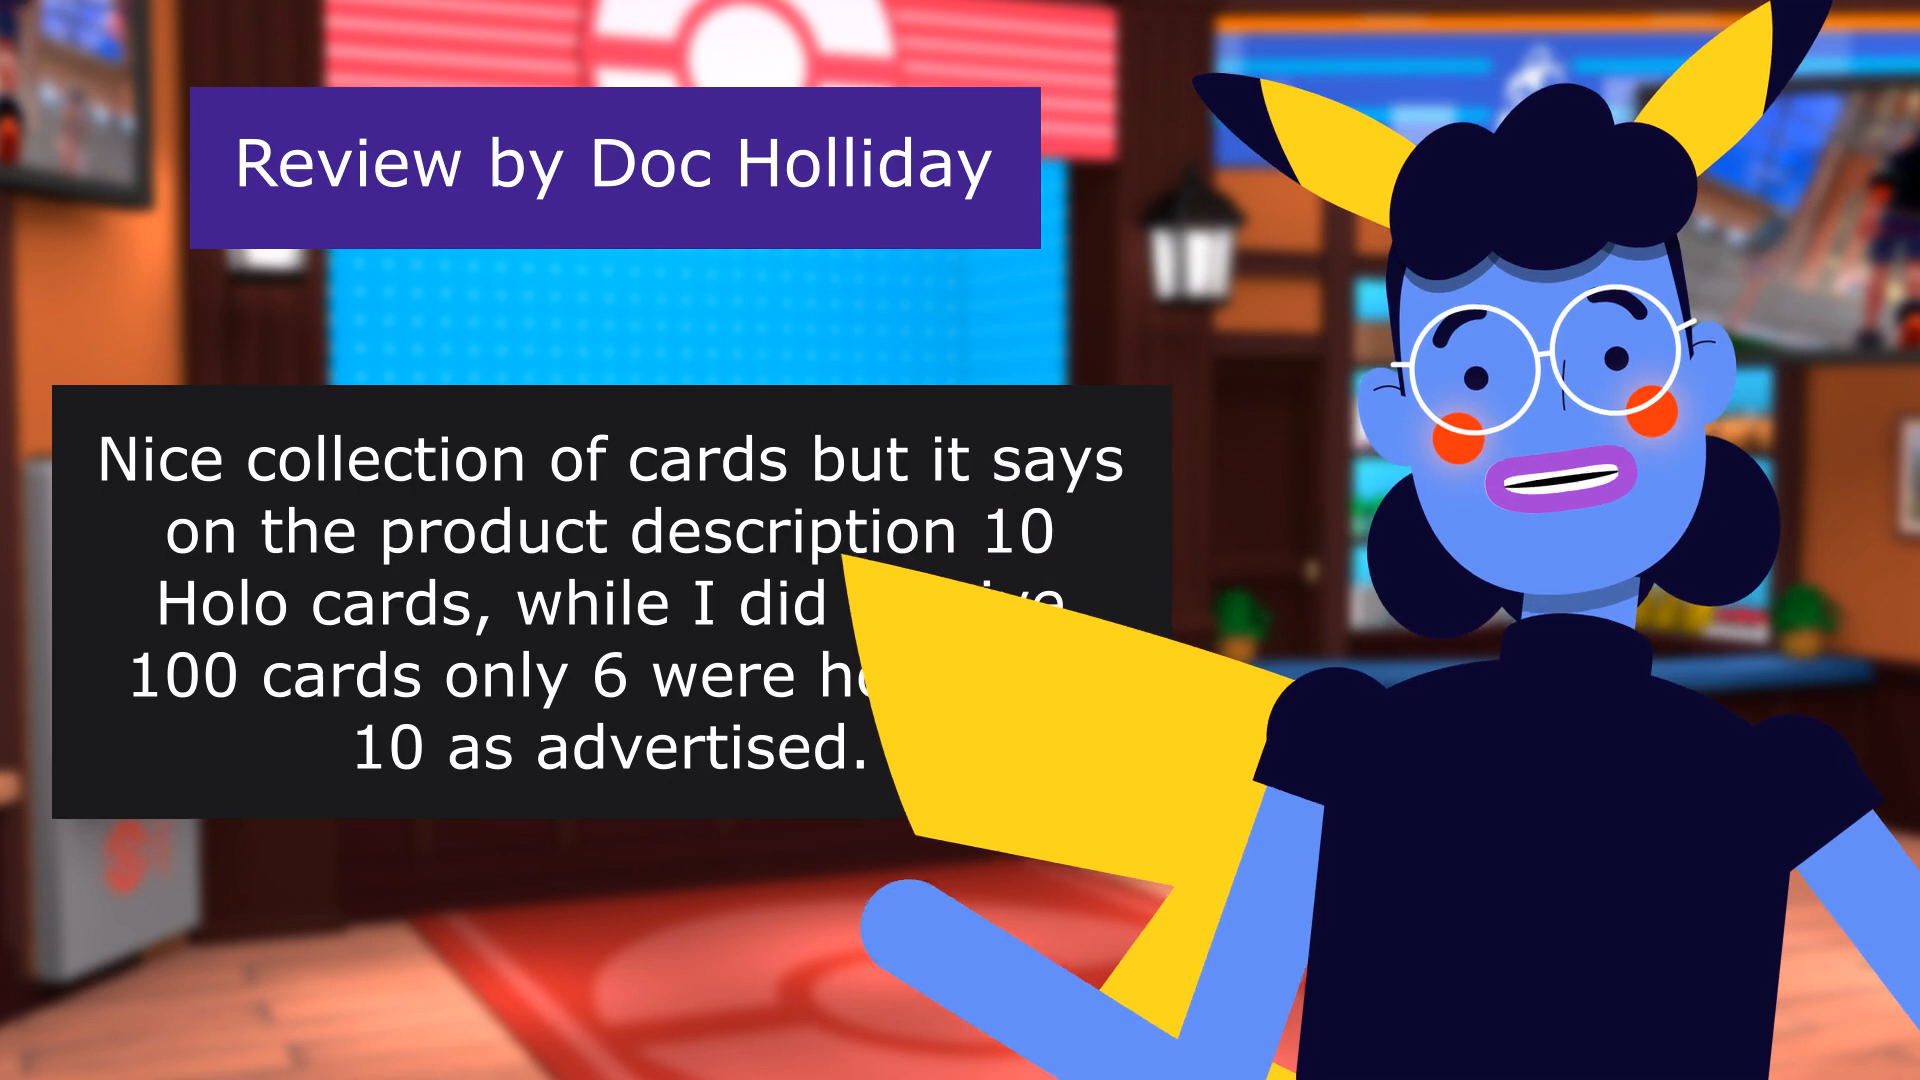 Review by Doc Holliday
Nice collection of cards but it says
on the product description 10
Holo cards, while I did
100 cards only 6 were
10 as advertised.